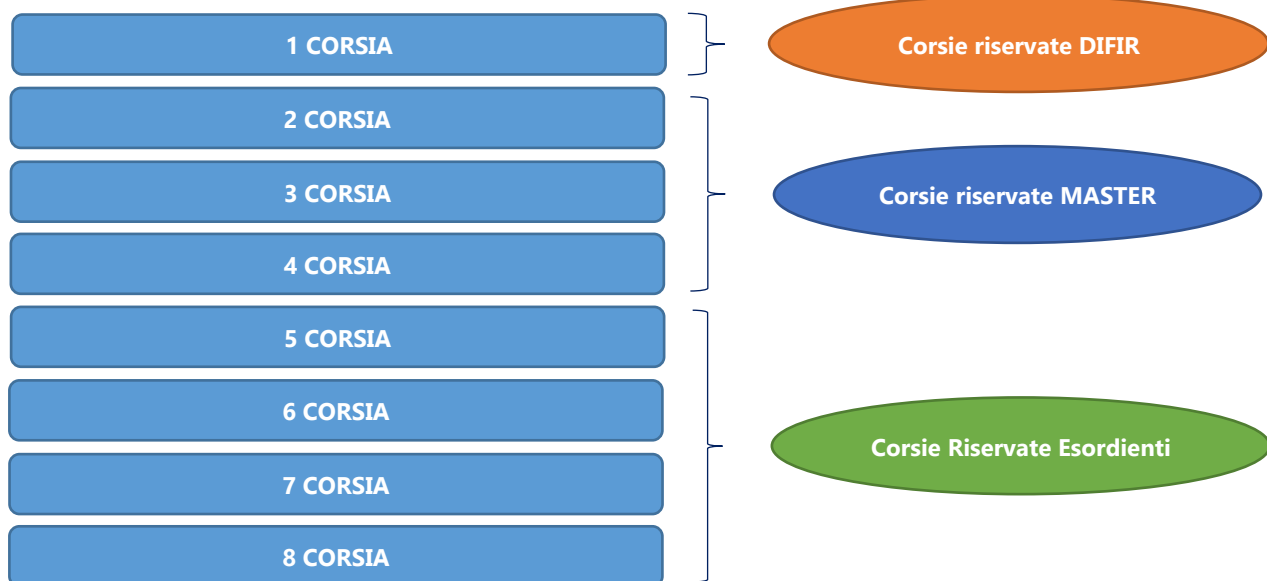 1 CORSIA
Corsie riservate DIFIR
2 CORSIA
3 CORSIA
Corsie riservate MASTER
4 CORSIA
5 CORSIA
6 CORSIA
Corsie Riservate Esordienti
7 CORSIA
8 CORSIA